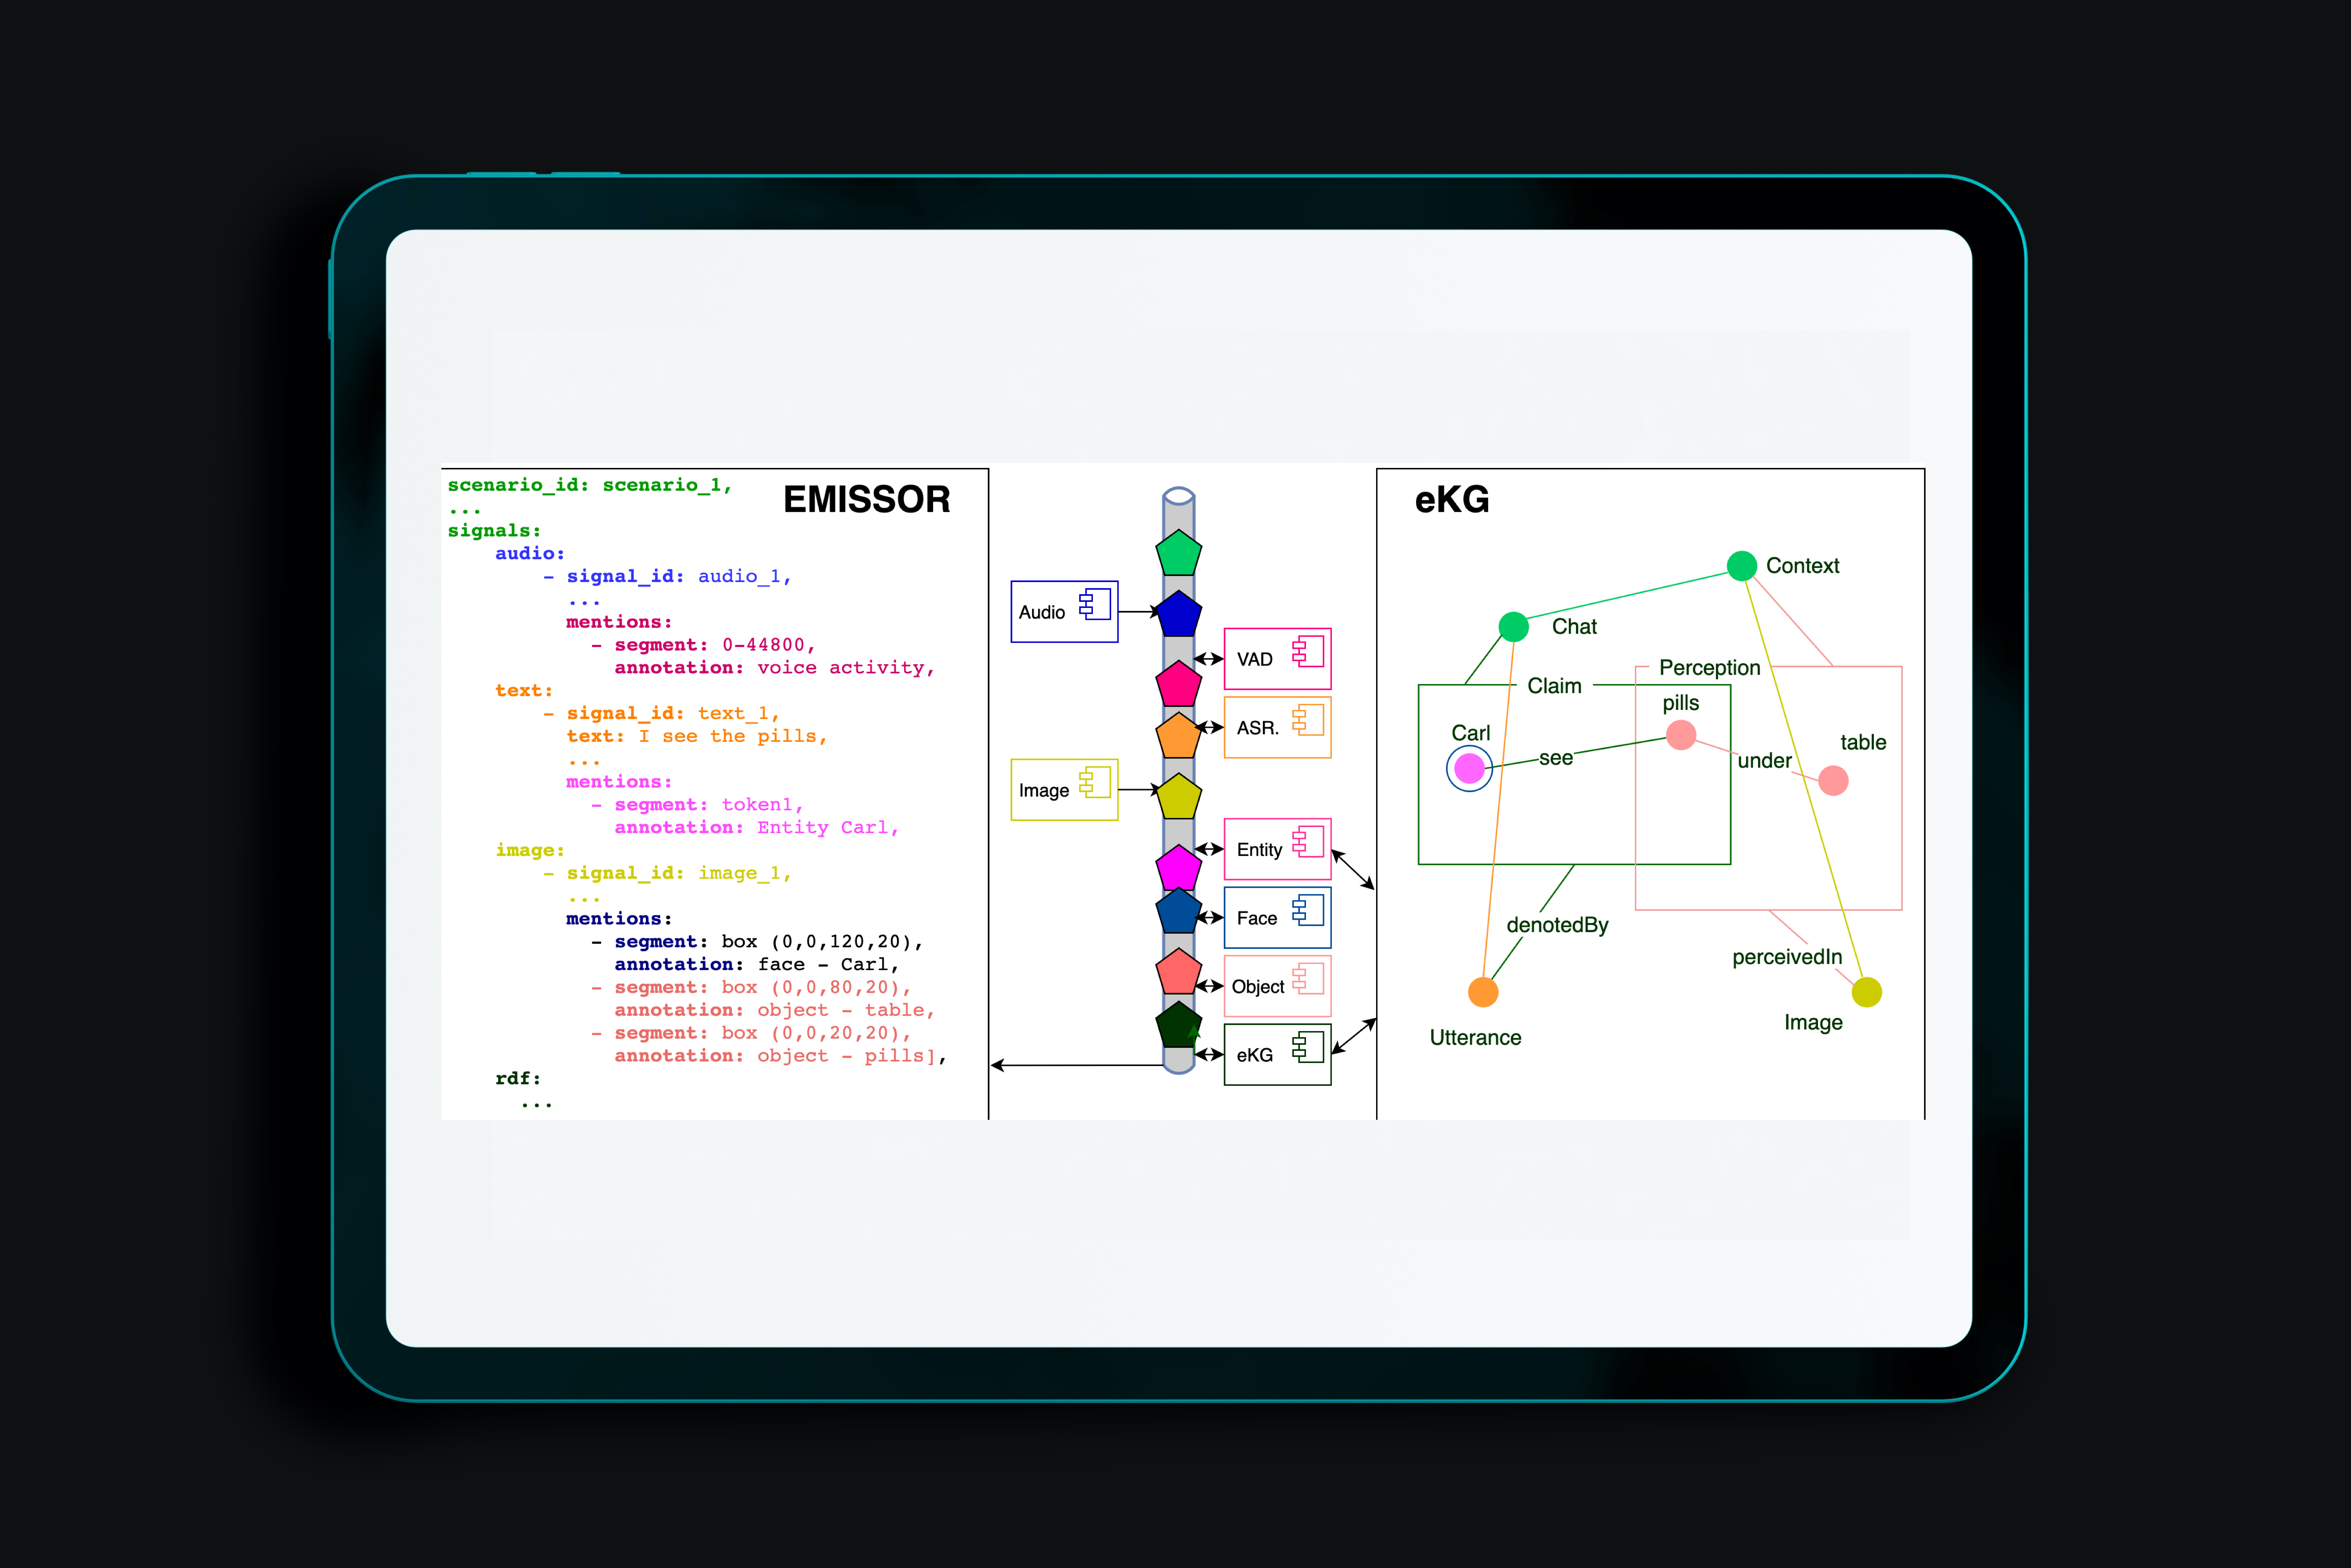 EMISSOR
scenario_id: scenario_1,
...
signals:
audio:
- signal_id: audio_1,
...
mentions:
- segment: 0-44800,
annotation: voice activity,
text:
- signal_id: text_1,
text: I see the pills,
...
mentions:
- segment: token1,
annotation: Entity Carl,
image:
- signal_id: image_1,
...
mentions:
- segment: box (0,0,120,20),
annotation: face - Carl,
- segment: box (0,0,80,20),
annotation: object - table,
- segment: box (0,0,20,20),
annotation: object - pills],
rdf:
...
Audio
VAD
ASR.
Image
Entity
Face
Object
eKG
eKG
Context
Chat
Perception
Claim
pills
Carl
table
see
under
denotedBy
perceivedIn
Image
Utterance